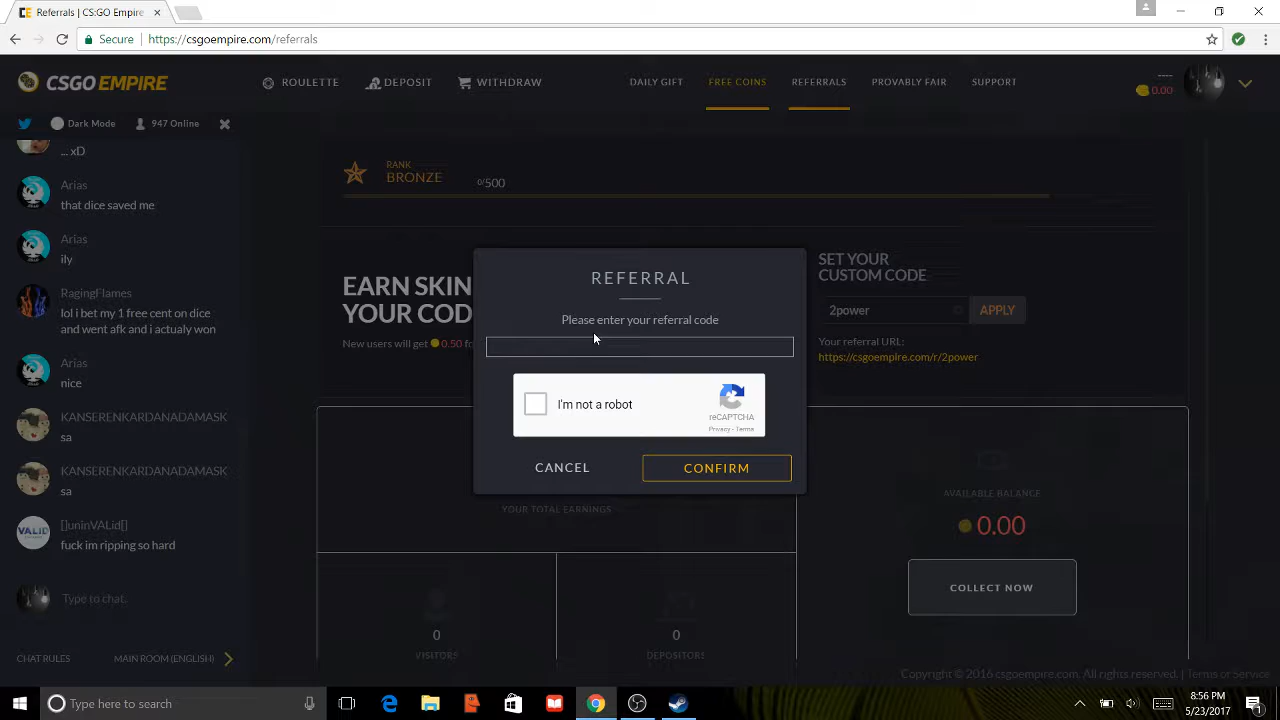 Referrals | CS:GO Empire
Secure | https://csgoempire.com/referrals
CSGOEMPIRE
ROULETTE
DEPOSIT
WITHDRAW
DAILY GIFT
FREE COINS
REFERRALS
PROVABLY FAIR
SUPPORT
----
0.00
Dark Mode
947 Online
... xD
Arias
that dice saved me
Arias
ily
RagingFlames
lol i bet my 1 free cent on dice
and went afk and i actualy won
Arias
nice
KANSERENKARDANADAMASK
sa
KANSERENKARDANADAMASK
sa
VALID
[]uninVALid[]
fuck im ripping so hard
Type to chat.
CHAT RULES
MAIN ROOM (ENGLISH)
RANK
BRONZE
0/500
EARN SKIN
YOUR COD
New users will get 0.50 f
SET YOUR
CUSTOM CODE
2power
APPLY
Your referral URL:
https://csgoempire.com/r/2power
REFERRAL
Please enter your referral code
I'm not a robot
reCAPTCHA
Privacy - Terms
CANCEL
CONFIRM
YOUR TOTAL EARNINGS
0
VISITORS
0
DEPOSITORS
AVAILABLE BALANCE
0.00
COLLECT NOW
Copyright © 2016 csgoempire.com. All rights reserved. | Terms of Service
Type here to search
8:56 PM
5/23/2017
1